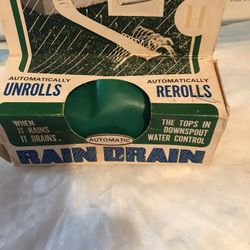 AUTOMATICALLY
UNROLLS
AUTOMATICALLY
REROLLS
WHEN
IT RAINS
IT DRAINS.
AUTOMATIC
THE TOPS IN
DOWNSPOUT
WATER CONTROL
RAIN DRAIN